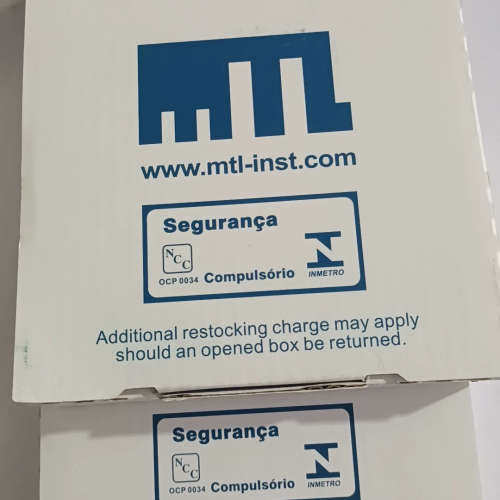 mTL
www.mtl-inst.com
Segurança
NCC
OCP 0034 Compulsório INMETRO
Additional restocking charge may apply
should an opened box be returned.
Segurança
NCC
OCP 0034 Compulsório INMETRO